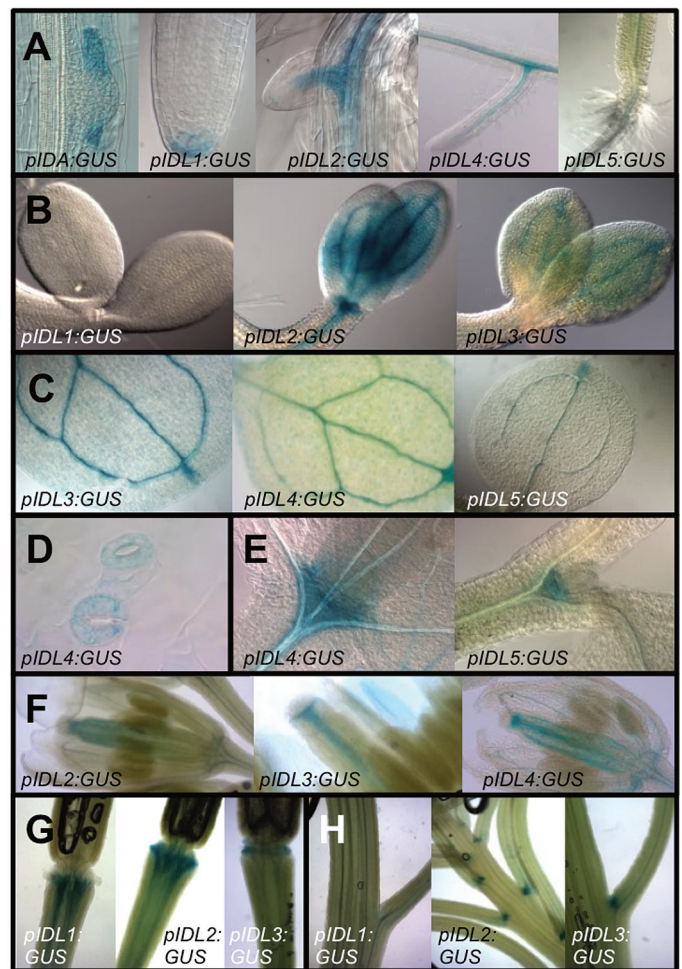 A
pIDA:GUS
pIDL1:GUS
pIDL2:GUS
pIDL4:GUS
pIDL5:GUS
B
pIDL1:GUS
pIDL2:GUS
pIDL3:GUS
C
pIDL3:GUS
pIDL4:GUS
pIDL5:GUS
D
pIDL4:GUS
E
pIDL4:GUS
pIDL5:GUS
F
pIDL2:GUS
pIDL3:GUS
pIDL4:GUS
G
pIDL1:
GUS
pIDL2:
GUS
pIDL3:
GUS
H
pIDL1:
GUS
pIDL2:
GUS
pIDL3:
GUS